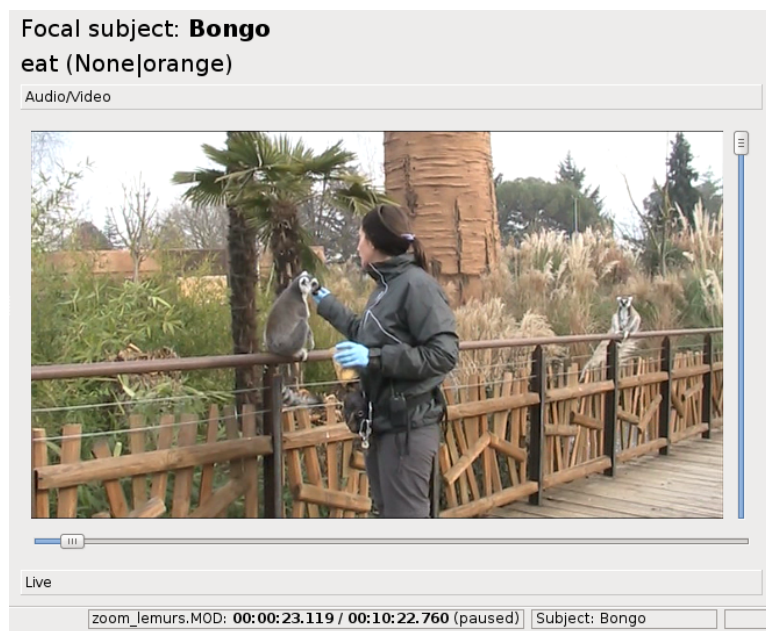 Focal subject: Bongo
eat (None|orange)
Audio/Video
Live
zoom_lemurs.MOD: 00:00:23.119 / 00:10:22.760 (paused) Subject: Bongo